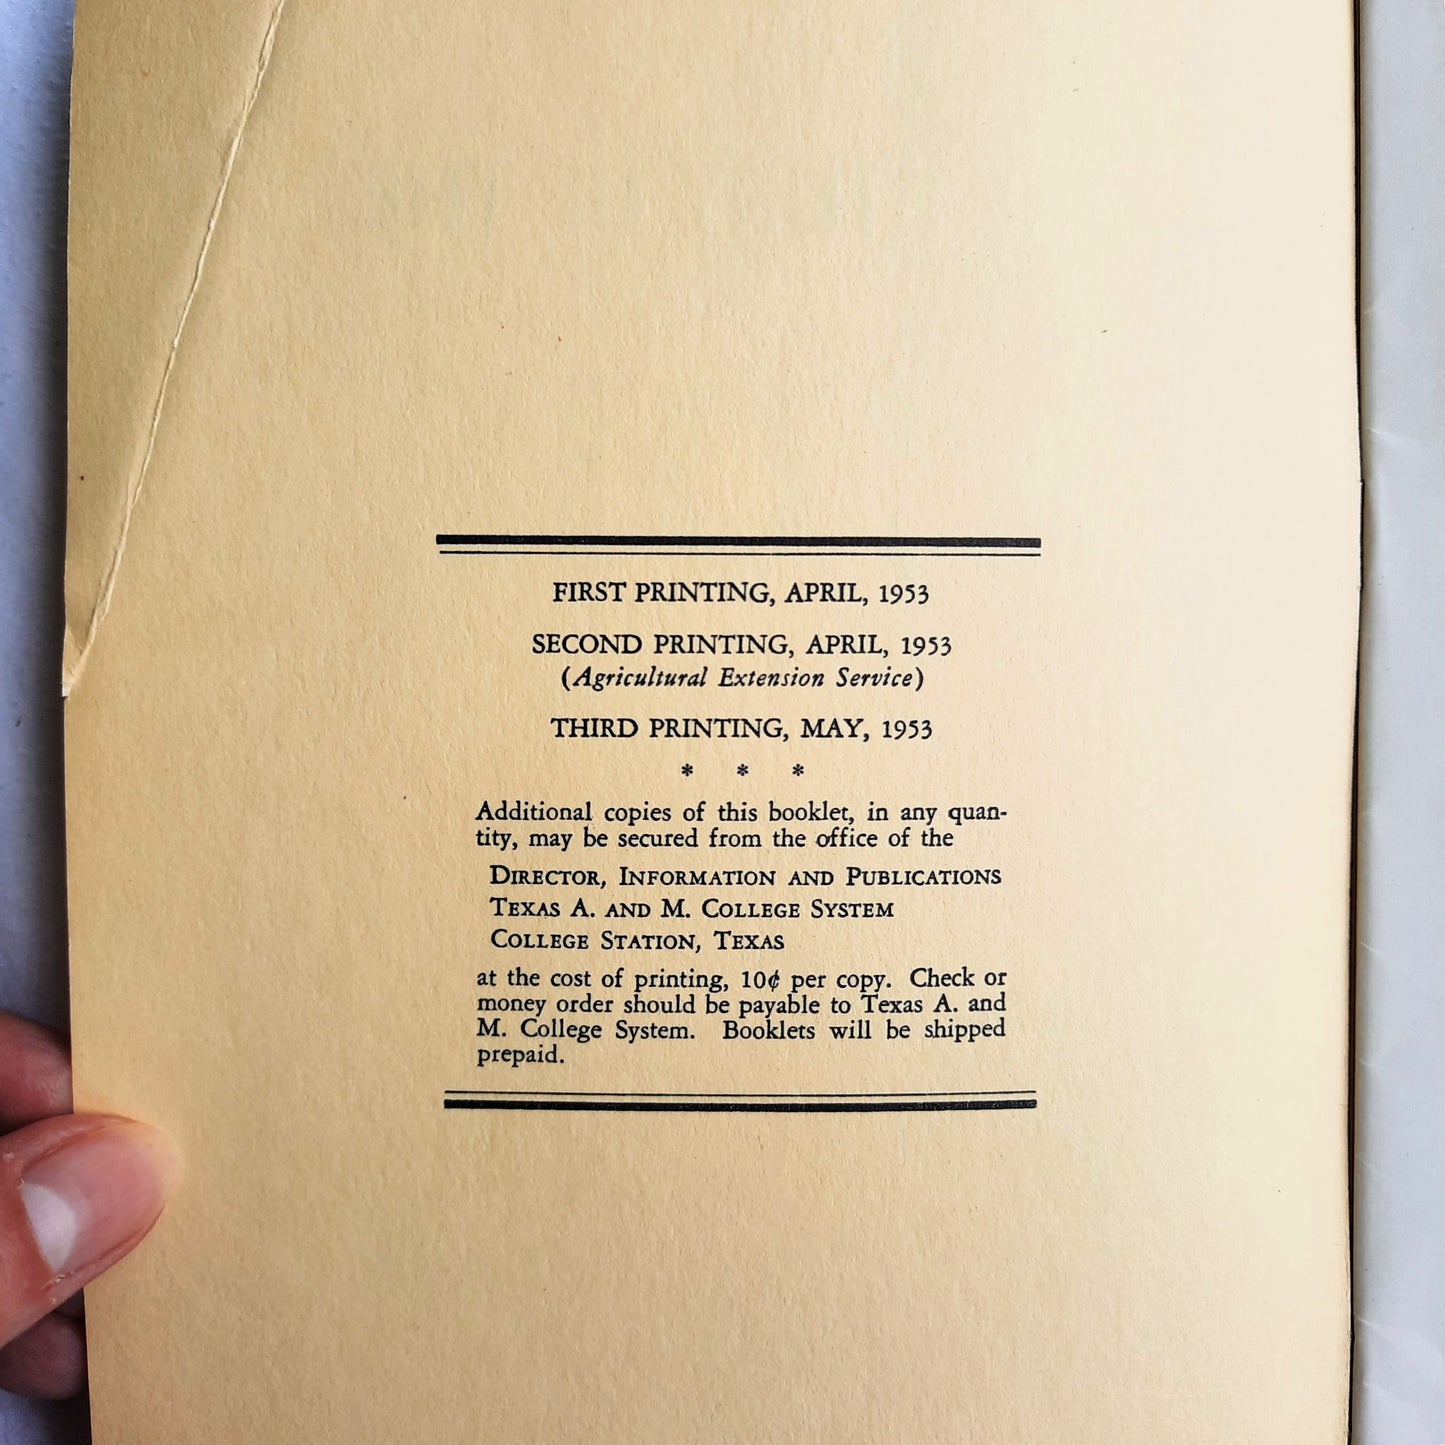 FIRST PRINTING, APRIL, 1953
SECOND PRINTING, APRIL, 1953
(Agricultural Extension Service)
THIRD PRINTING, MAY, 1953
* * *
Additional copies of this booklet, in any quan-
tity, may be secured from the office of the
DIRECTOR, INFORMATION AND PUBLICATIONS
TEXAS A. AND M. COLLEGE SYSTEM
COLLEGE STATION, TEXAS
at the cost of printing, 10¢ per copy. Check or
money order should be payable to Texas A. and
M. College System. Booklets will be shipped
prepaid.